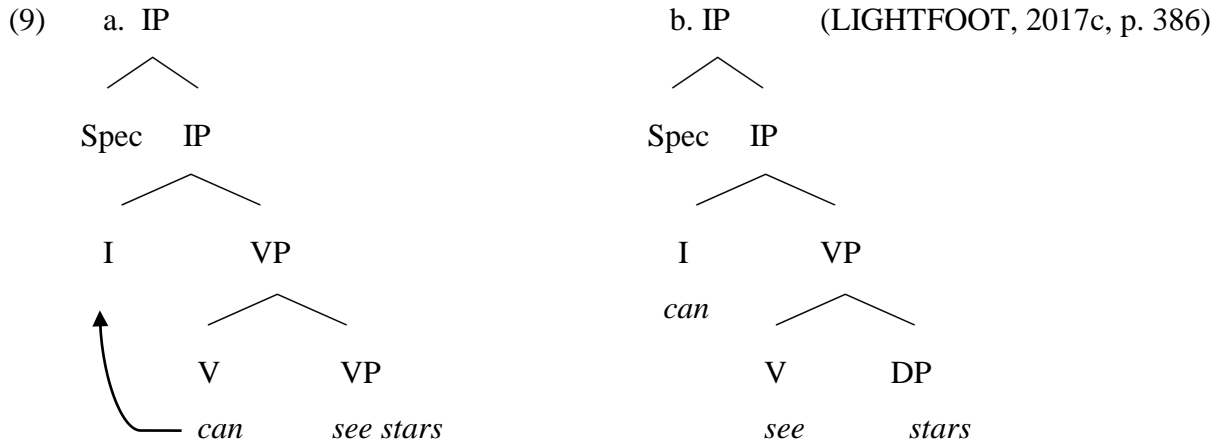 (9) a. IP b. IP (LIGHTFOOT, 2017c, p. 386)
Spec IP Spec IP
I VP I VP
can
V VP V DP
can see stars see stars